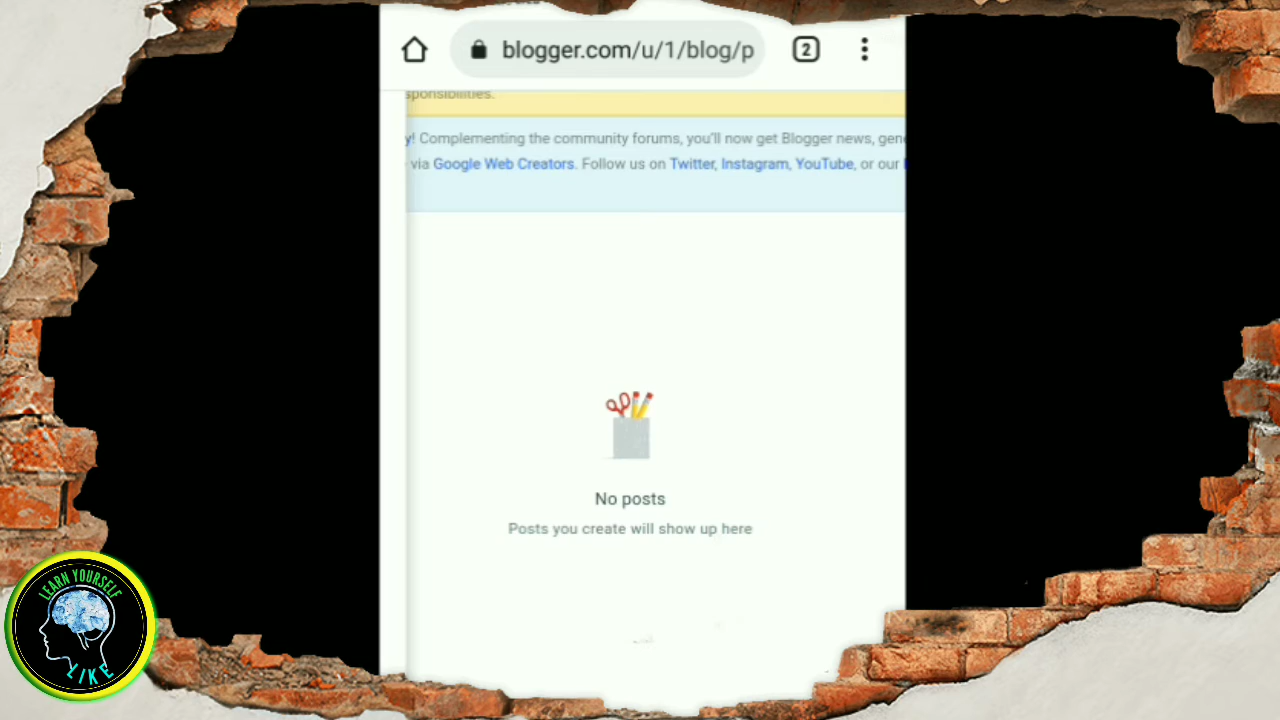 blogger.com/u/1/blog/p
2
sponsibilities.
y! Complementing the community forums, you'll now get Blogger news, gene
via Google Web Creators. Follow us on Twitter, Instagram, YouTube, or our
No posts
Posts you create will show up here
LEARN YOURSELF
LIKE